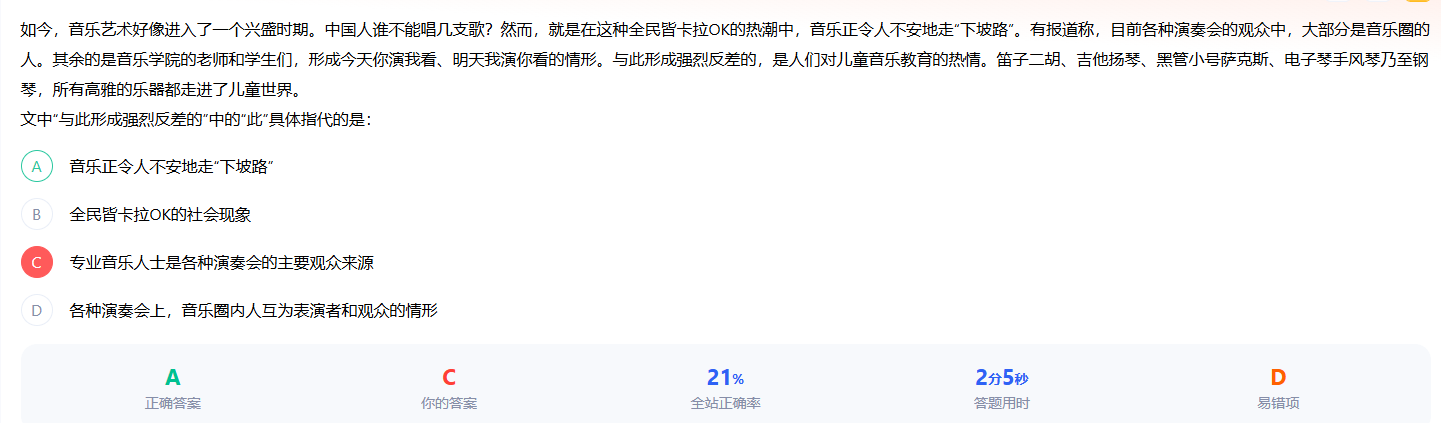 如今，音乐艺术好像进入了一个兴盛时期。中国人谁不能唱几支歌？然而，就是在这种全民皆卡拉OK的热潮中，音乐正令人不安地走“下坡路”。有报道称，目前各种演奏会的观众中，大部分是音乐圈的
人。其余的是音乐学院的老师和学生们，形成今天你演我看、明天我演你看的情形。与此形成强烈反差的，是人们对儿童音乐教育的热情。笛子二胡、吉他扬琴、黑管小号萨克斯、电子琴手风琴乃至钢
琴，所有高雅的乐器都走进了儿童世界。
文中“与此形成强烈反差的”中的“此”具体指代的是：
A 音乐正令人不安地走“下坡路”
B 全民皆卡拉OK的社会现象
C 专业音乐人士是各种演奏会的主要观众来源
D 各种演奏会上，音乐圈内人互为表演者和观众的情形
A C 21% 2分5秒 D
正确答案 你的答案 全站正确率 答题用时 易错项